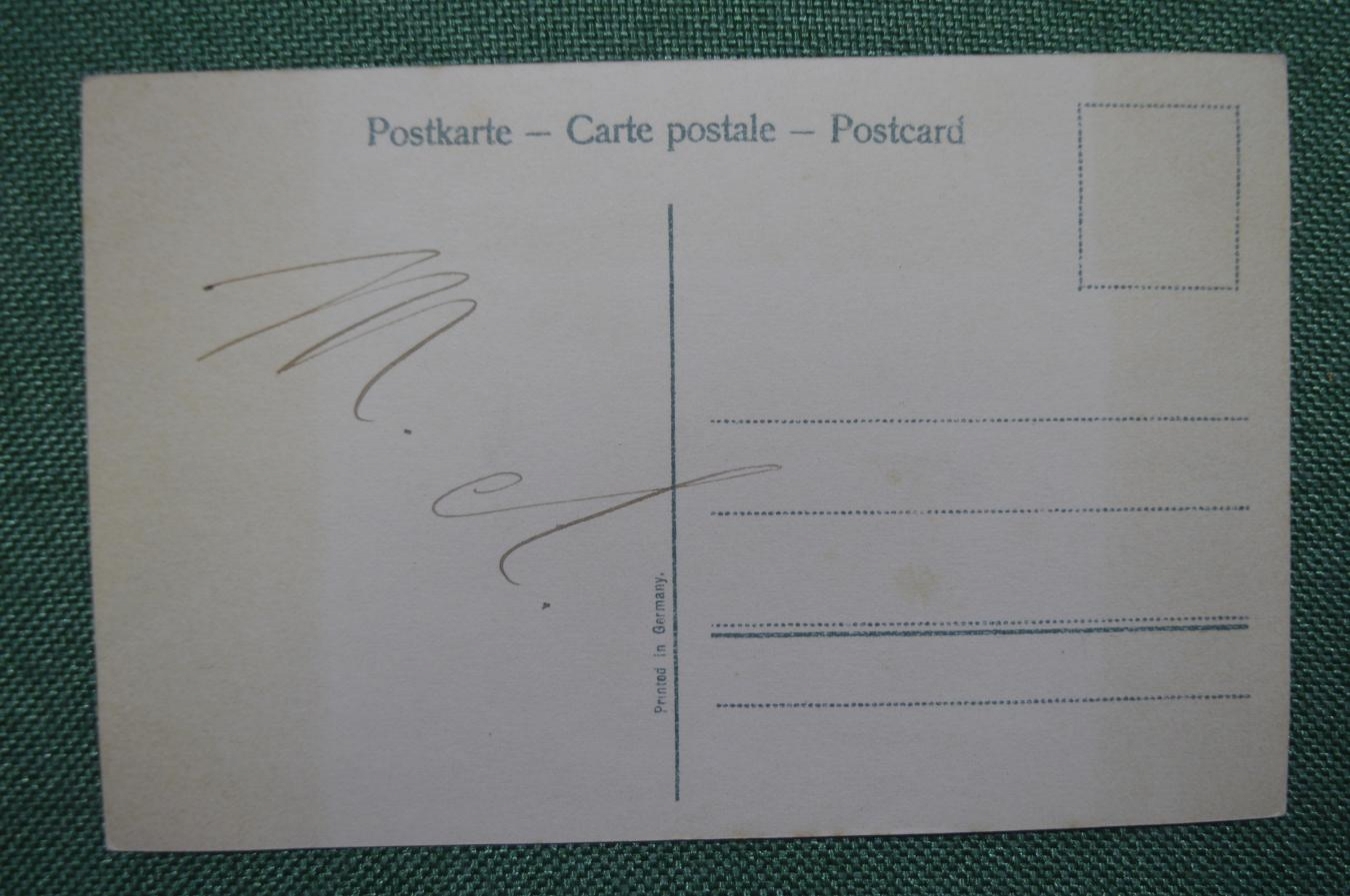 Postkarte — Carte postale — Postcard
M.
Printed in Germany.